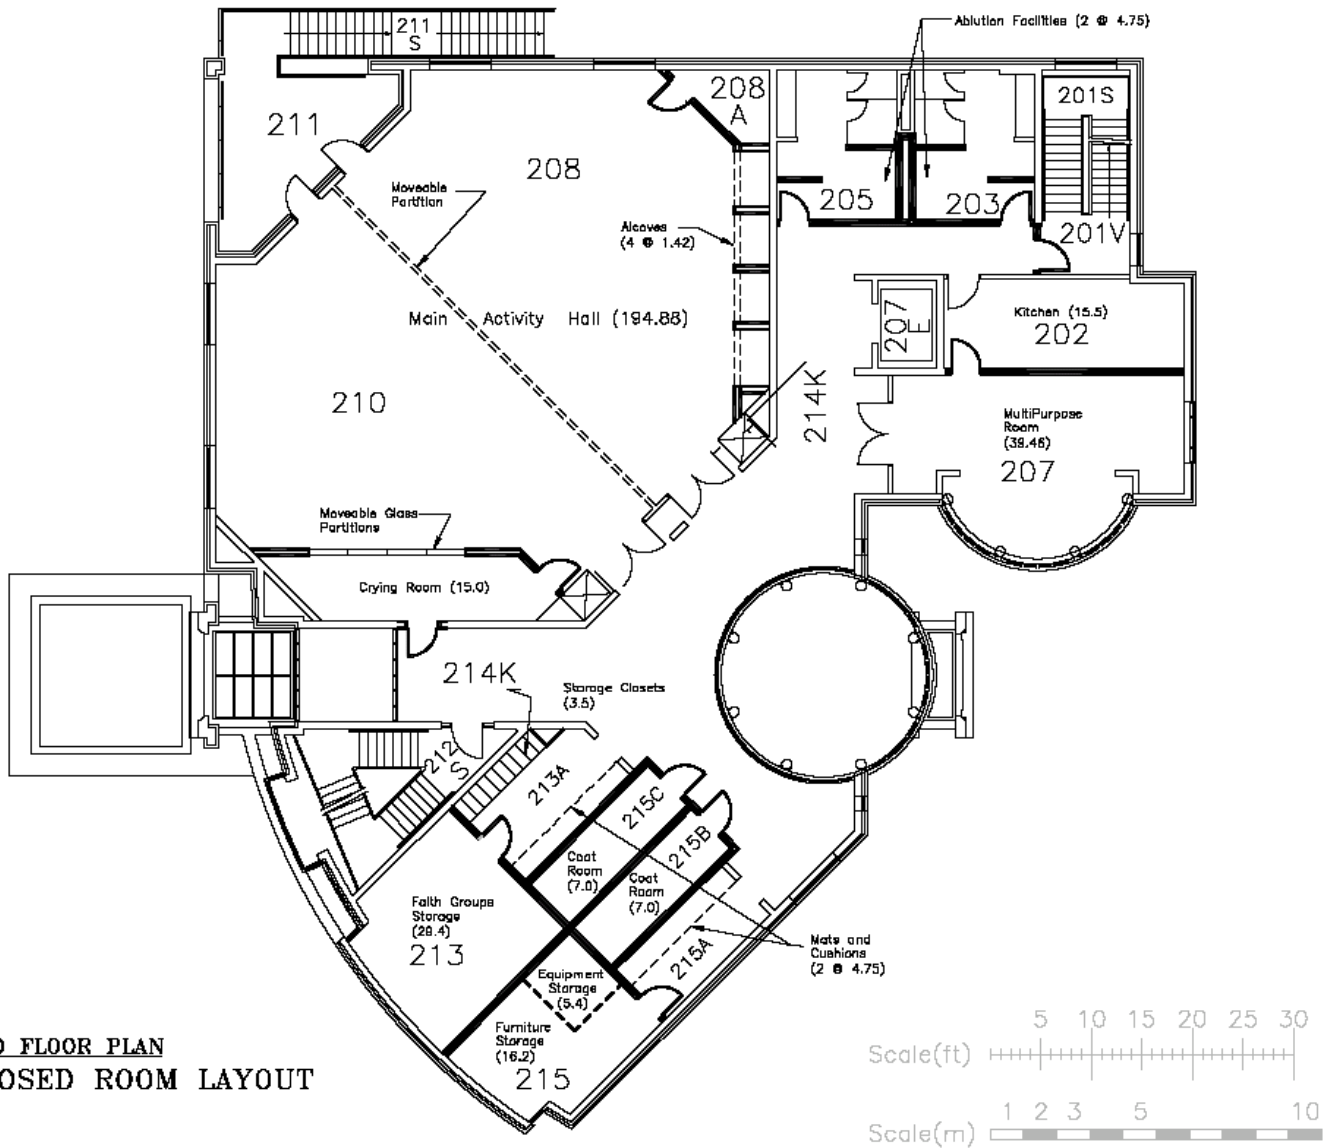 Ablution Facilities (2 @ 4.75)
211
S
208
A
201S
211
208
Moveable
Partition
205
203
Alcoves
(4 @ 1.42)
201V
Main Activity Hall (194.88)
207
E
Kitchen (15.5)
202
210
214K
MultiPurpose
Room
(39.46)
207
Moveable Glass
Partitions
Crying Room (15.0)
214K
Storage Closets
(3.5)
212
S
213A
215C
215B
Coat
Room
(7.0)
Coat
Room
(7.0)
Faith Groups
Storage
(29.4)
213
Mats and
Cushions
(2 @ 4.75)
215A
Equipment
Storage
(5.4)
Furniture
Storage
(16.2)
215
FLOOR PLAN
OSED ROOM LAYOUT
5 10 15 20 25 30
Scale(ft)
1 2 3 5 10
Scale(m)